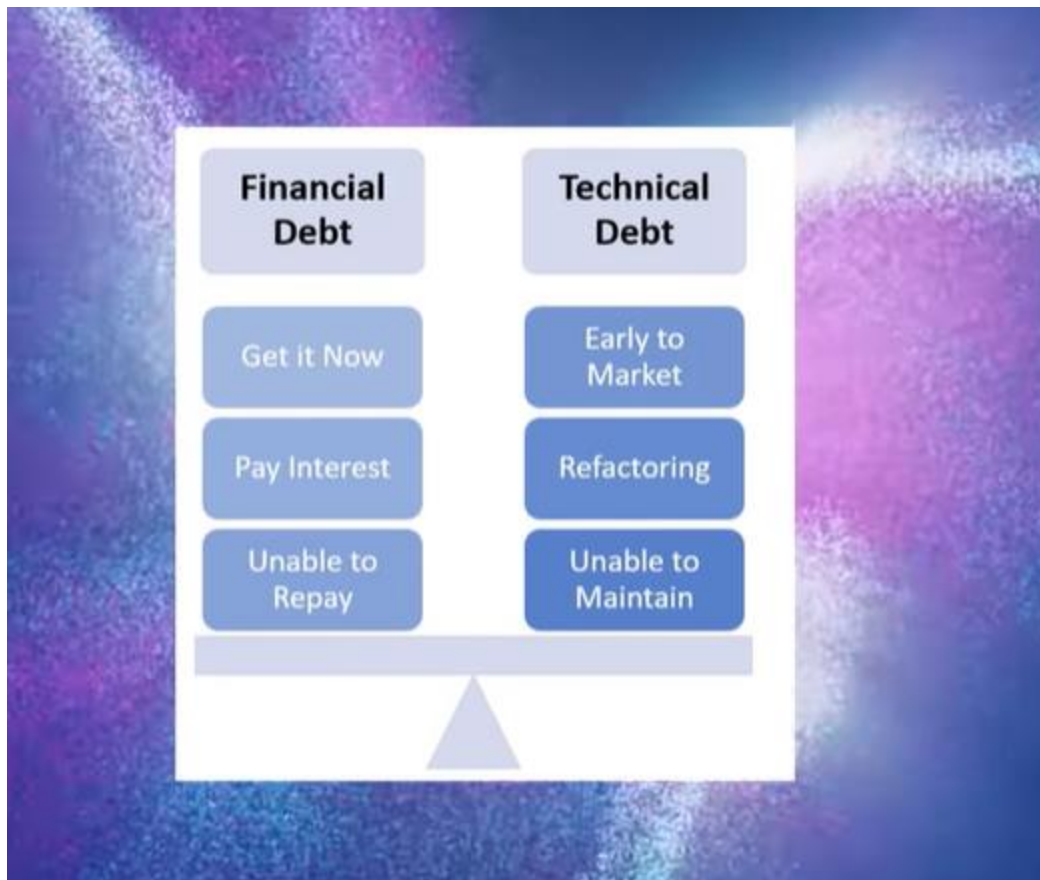 Financial
Debt
Technical
Debt
Get it Now
Early to
Market
Pay Interest
Refactoring
Unable to
Repay
Unable to
Maintain